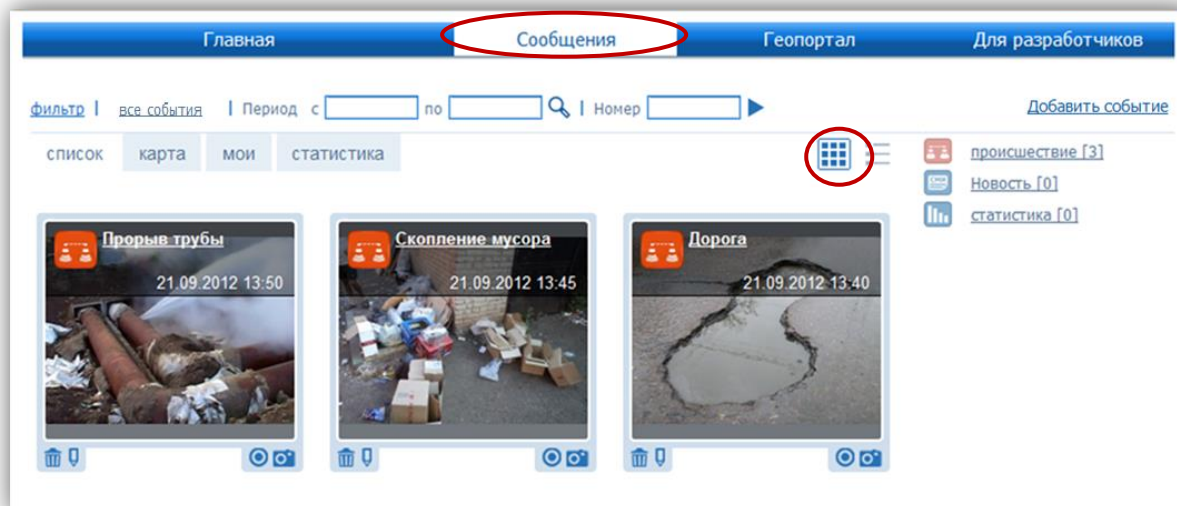 Главная Сообщения Геопортал Для разработчиков
фильтр | все события | Период с по | Номер Добавить событие
список карта мои статистика
происшествие [3]
Новость [0]
статистика [0]
Прорыв трубы
21.09.2012 13:50
Скопление мусора
21.09.2012 13:45
Дорога
21.09.2012 13:40